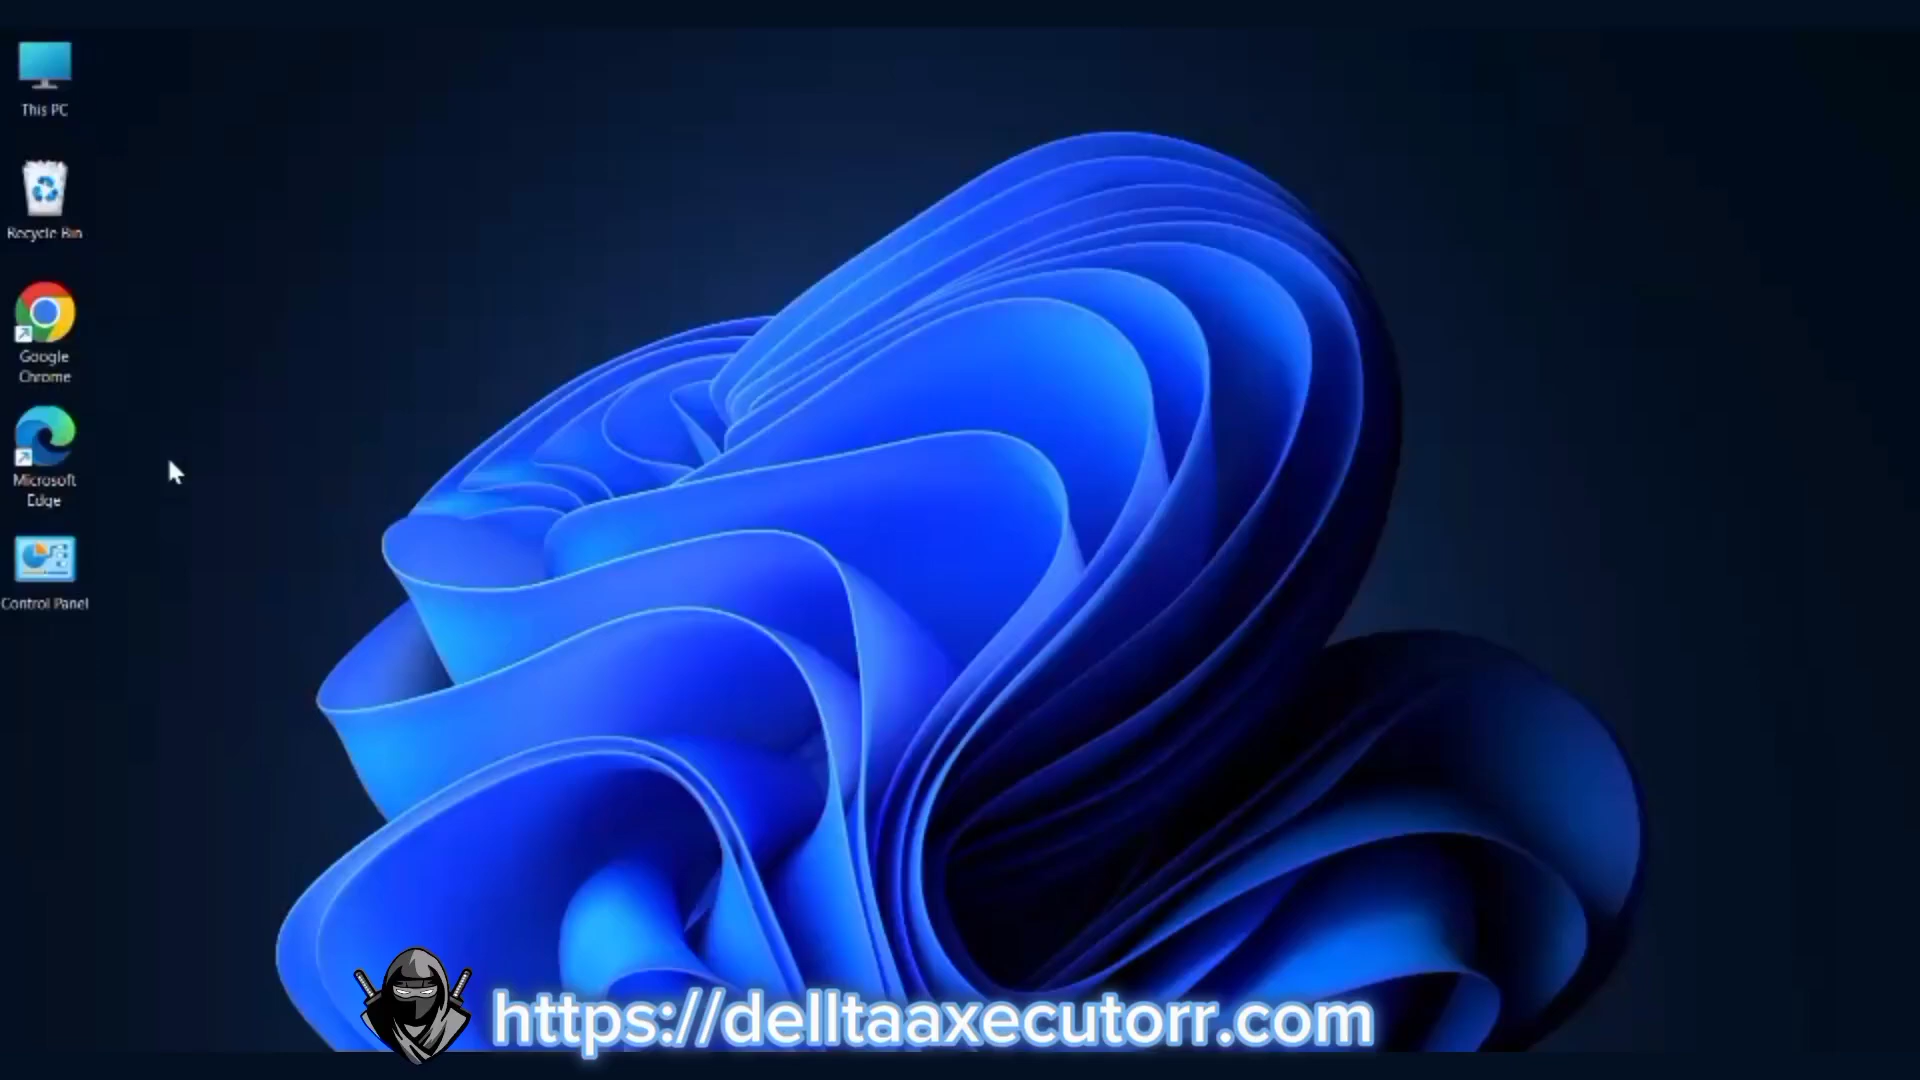 This PC
Recycle Bin
Google
Chrome
Microsoft
Edge
Control Panel
https://delltaaxecutorr.com